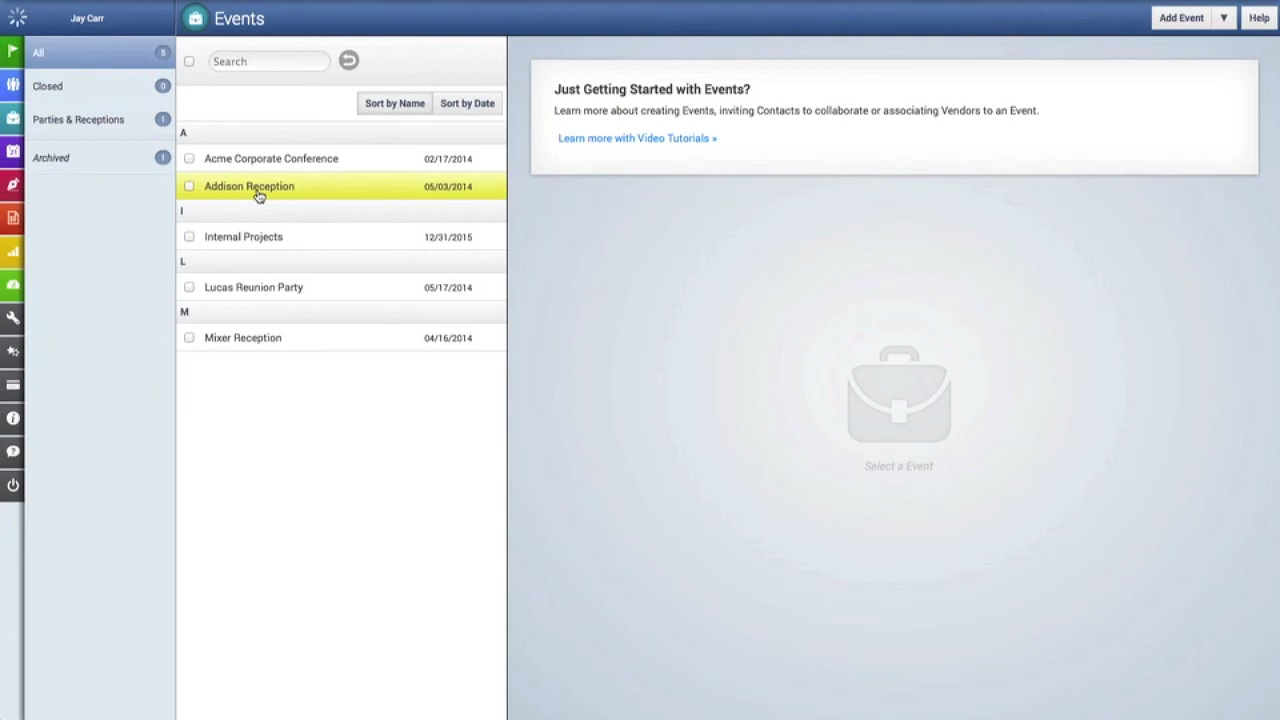 Jay Carr
Events
Add Event ▼
Help
All 5
Closed 0
Parties & Receptions 1
Archived 1
Search
Sort by Name
Sort by Date
A
Acme Corporate Conference 02/17/2014
Addison Reception 05/03/2014
I
Internal Projects 12/31/2015
L
Lucas Reunion Party 05/17/2014
M
Mixer Reception 04/16/2014
Just Getting Started with Events?
Learn more about creating Events, inviting Contacts to collaborate or associating Vendors to an Event.
Learn more with Video Tutorials »
Select a Event